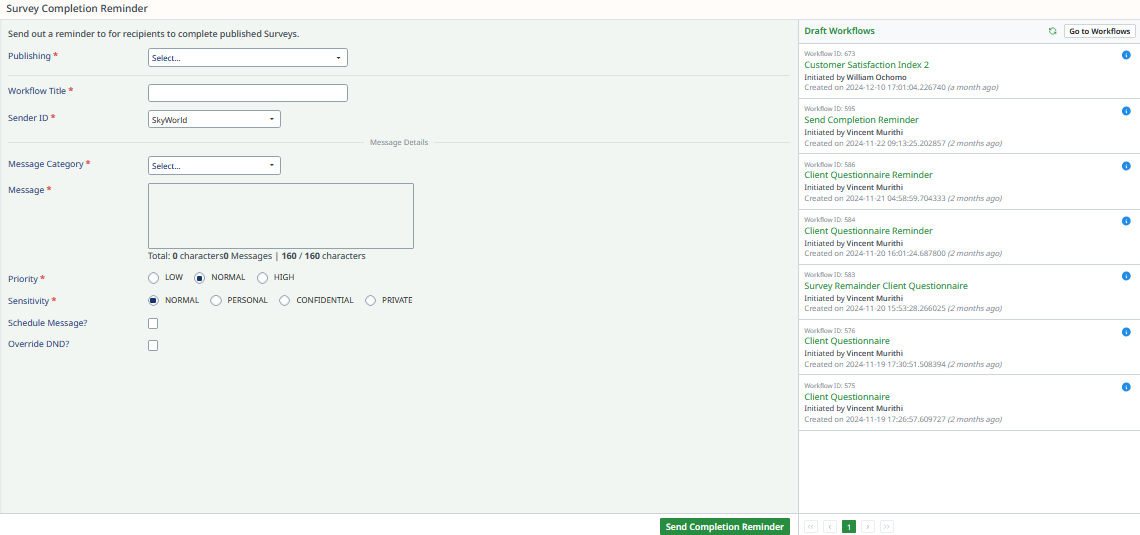 Survey Completion Reminder
Send out a reminder to for recipients to complete published Surveys.
Publishing *
Select...
Workflow Title *
Sender ID *
SkyWorld
Message Details
Message Category *
Select...
Message *
Total: 0 characters0 Messages | 160 / 160 characters
Priority *
LOW NORMAL HIGH
Sensitivity *
NORMAL PERSONAL CONFIDENTIAL PRIVATE
Schedule Message?
Override DND?
Send Completion Reminder
Draft Workflows
Go to Workflows
Workflow ID: 673
Customer Satisfaction Index 2
Initiated by William Ochomo
Created on 2024-12-10 17:01:04.226740 (a month ago)
Workflow ID: 595
Send Completion Reminder
Initiated by Vincent Murithi
Created on 2024-11-22 09:13:25.202857 (2 months ago)
Workflow ID: 586
Client Questionnaire Reminder
Initiated by Vincent Murithi
Created on 2024-11-21 04:58:59.704333 (2 months ago)
Workflow ID: 584
Client Questionnaire Reminder
Initiated by Vincent Murithi
Created on 2024-11-20 16:01:24.687800 (2 months ago)
Workflow ID: 583
Survey Remainder Client Questionnaire
Initiated by Vincent Murithi
Created on 2024-11-20 15:53:28.266025 (2 months ago)
Workflow ID: 576
Client Questionnaire
Initiated by Vincent Murithi
Created on 2024-11-19 17:30:51.508394 (2 months ago)
Workflow ID: 575
Client Questionnaire
Initiated by Vincent Murithi
Created on 2024-11-19 17:26:57.609727 (2 months ago)
1